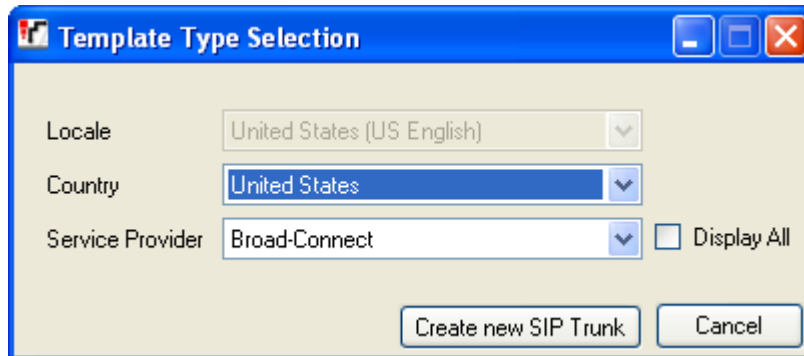 Template Type Selection
Locale United States (US English)
Country United States
Service Provider Broad-Connect Display All
Create new SIP Trunk Cancel